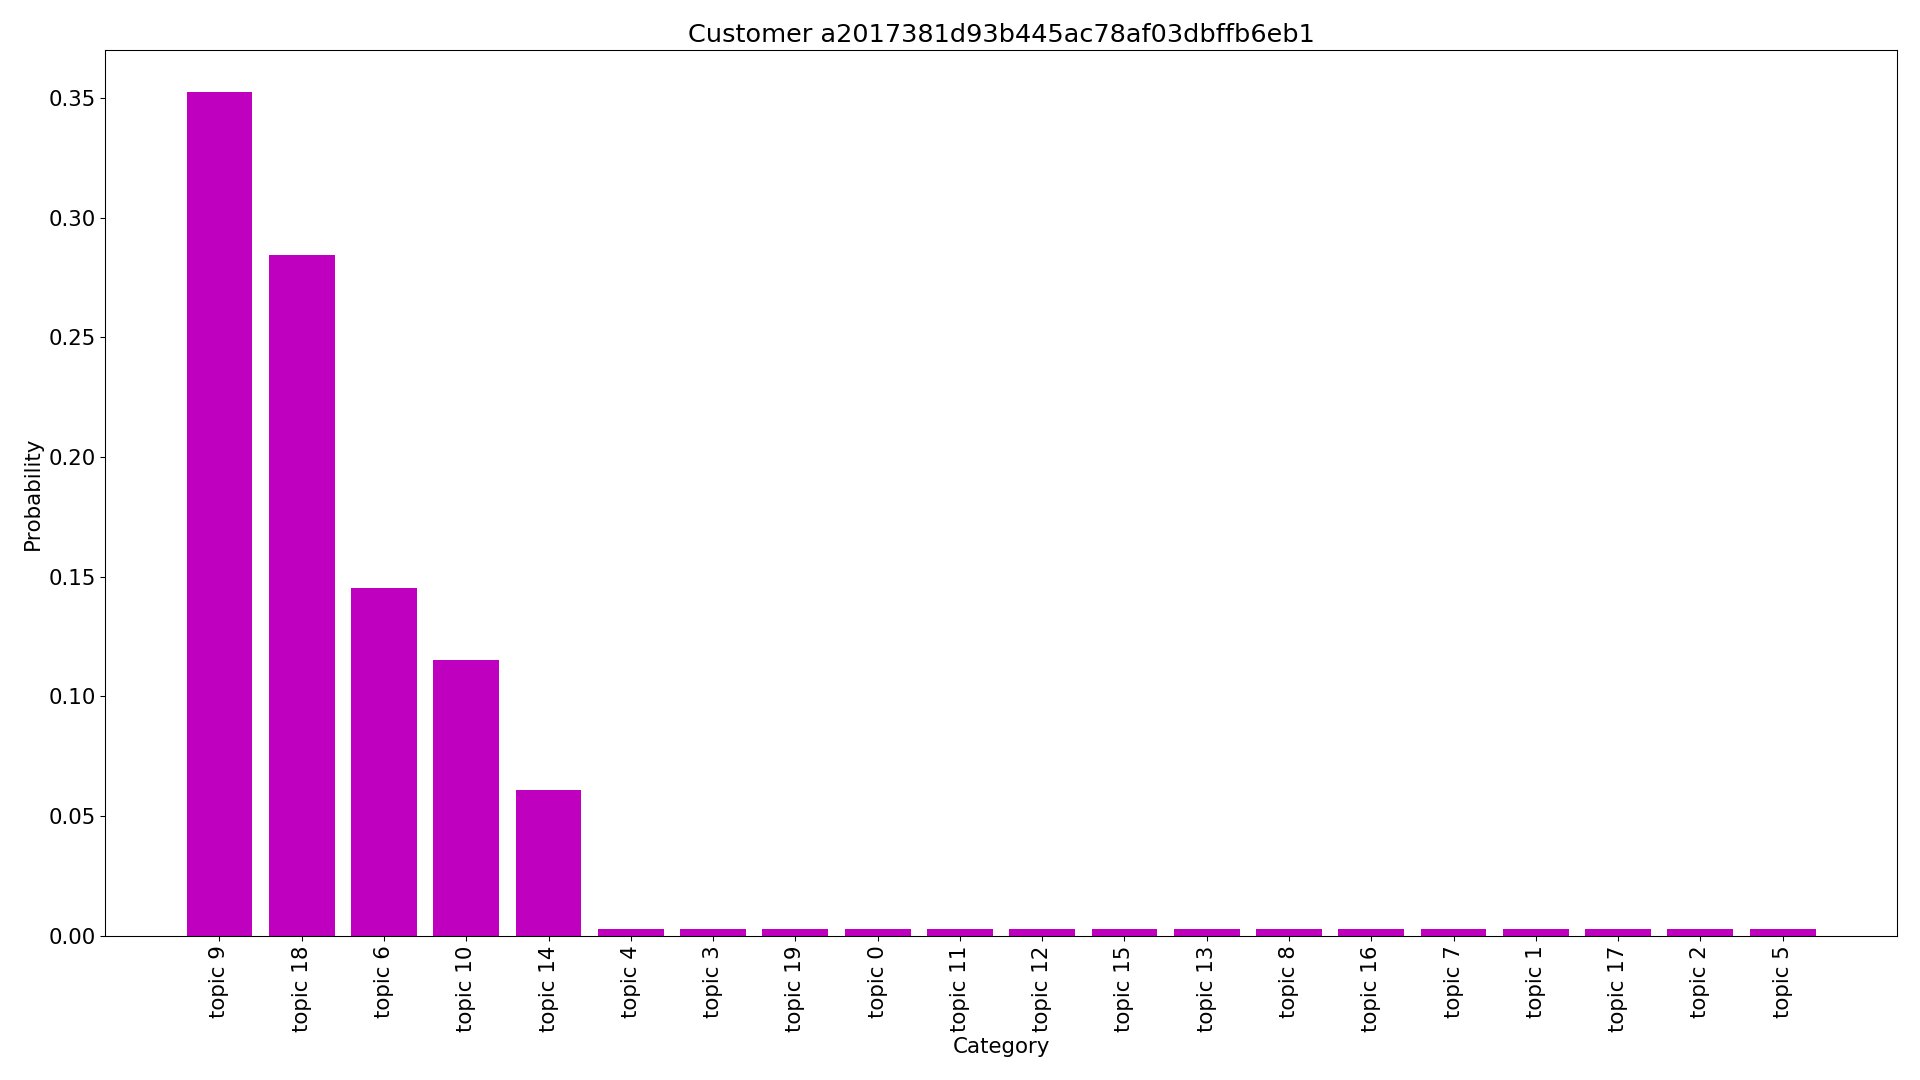 Customer a2017381d93b445ac78af03dbffb6eb1
0.35
0.30
0.25
0.20
0.15
0.10
0.05
0.00
Probability
topic 9
topic 18
topic 6
topic 10
topic 14
topic 4
topic 3
topic 19
topic 0
topic 11
topic 12
topic 15
topic 13
topic 8
topic 16
topic 7
topic 1
topic 17
topic 2
topic 5
Category